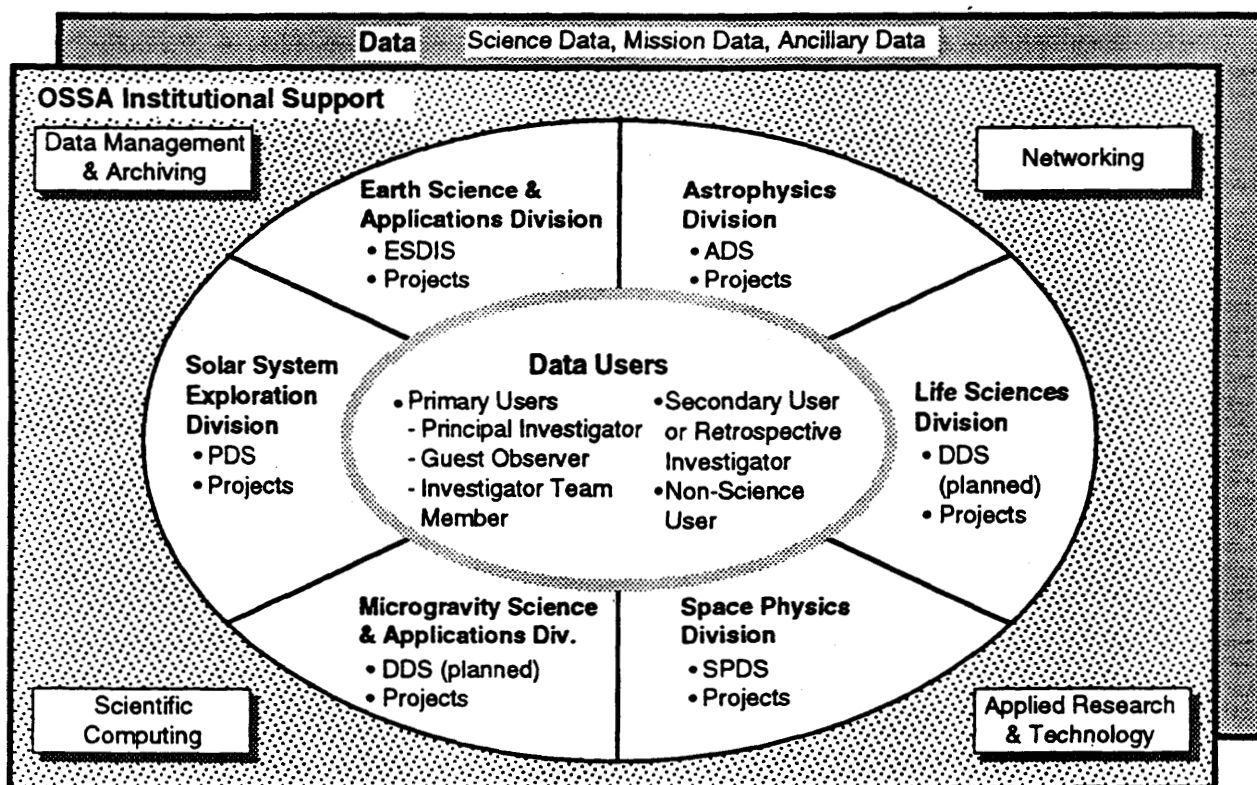 Data Science Data, Mission Data, Ancillary Data
OSSA Institutional Support
Data Management
& Archiving
Networking
Earth Science &
Applications Division
• ESDIS
• Projects
Astrophysics
Division
• ADS
• Projects
Solar System
Exploration
Division
• PDS
• Projects
Data Users
• Primary Users
- Principal Investigator
- Guest Observer
- Investigator Team
Member
• Secondary User
or Retrospective
Investigator
• Non-Science
User
Life Sciences
Division
• DDS
(planned)
• Projects
Microgravity Science
& Applications Div.
• DDS (planned)
• Projects
Space Physics
Division
• SPDS
• Projects
Scientific
Computing
Applied Research
& Technology